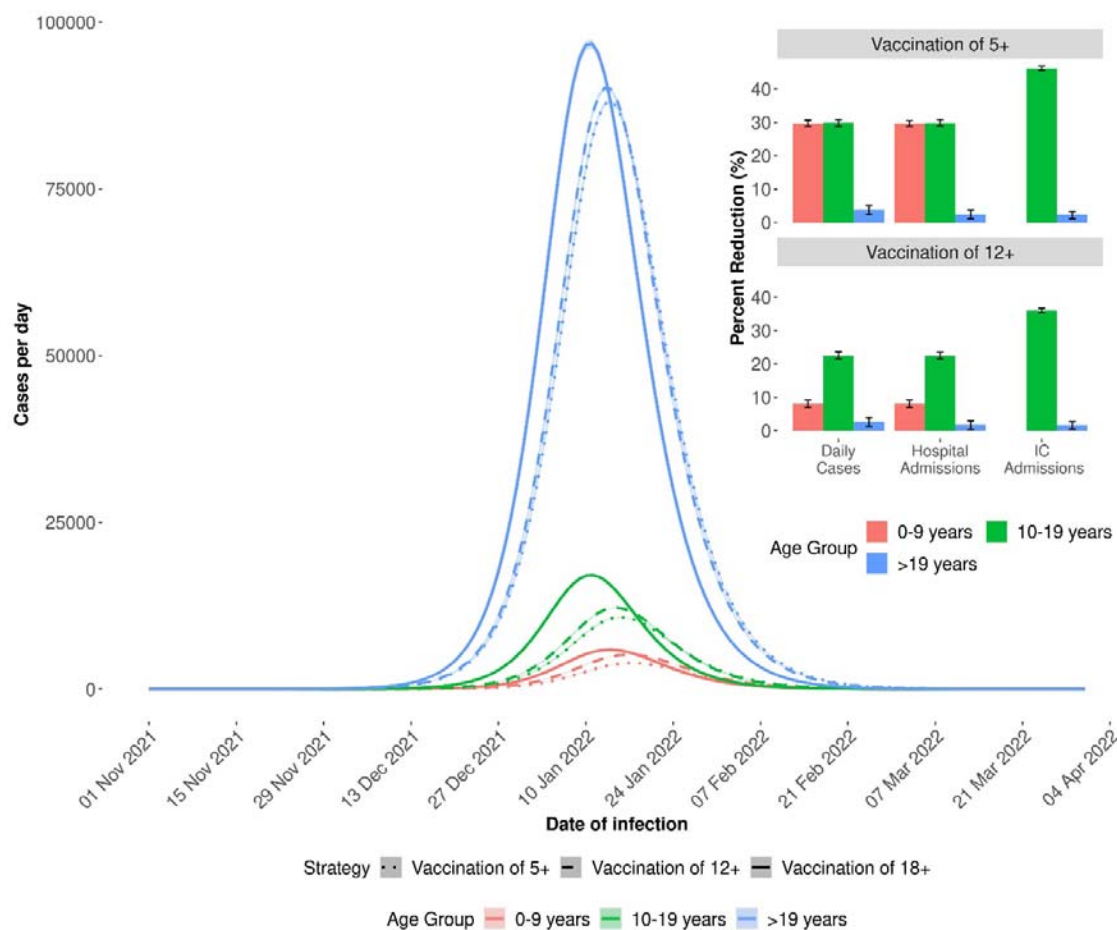 100000
75000
50000
25000
0
Cases per day
01 Nov 2021
15 Nov 2021
29 Nov 2021
13 Dec 2021
27 Dec 2021
10 Jan 2022
24 Jan 2022
07 Feb 2022
21 Feb 2022
07 Mar 2022
21 Mar 2022
04 Apr 2022
Date of infection
Vaccination of 5+
40
30
20
10
0
Vaccination of 12+
40
30
20
10
0
Percent Reduction (%)
Daily
Cases
Hospital
Admissions
IC
Admissions
Age Group 0-9 years 10-19 years
>19 years
Strategy Vaccination of 5+ Vaccination of 12+ Vaccination of 18+
Age Group 0-9 years 10-19 years >19 years